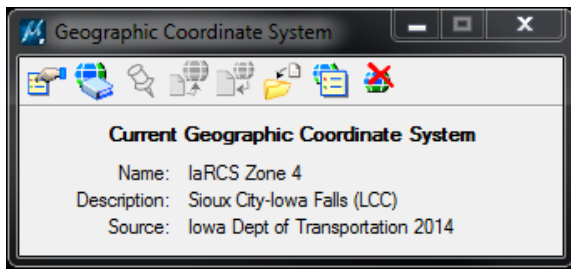 Geographic Coordinate System
Current Geographic Coordinate System
Name: IaRCS Zone 4
Description: Sioux City-Iowa Falls (LCC)
Source: Iowa Dept of Transportation 2014